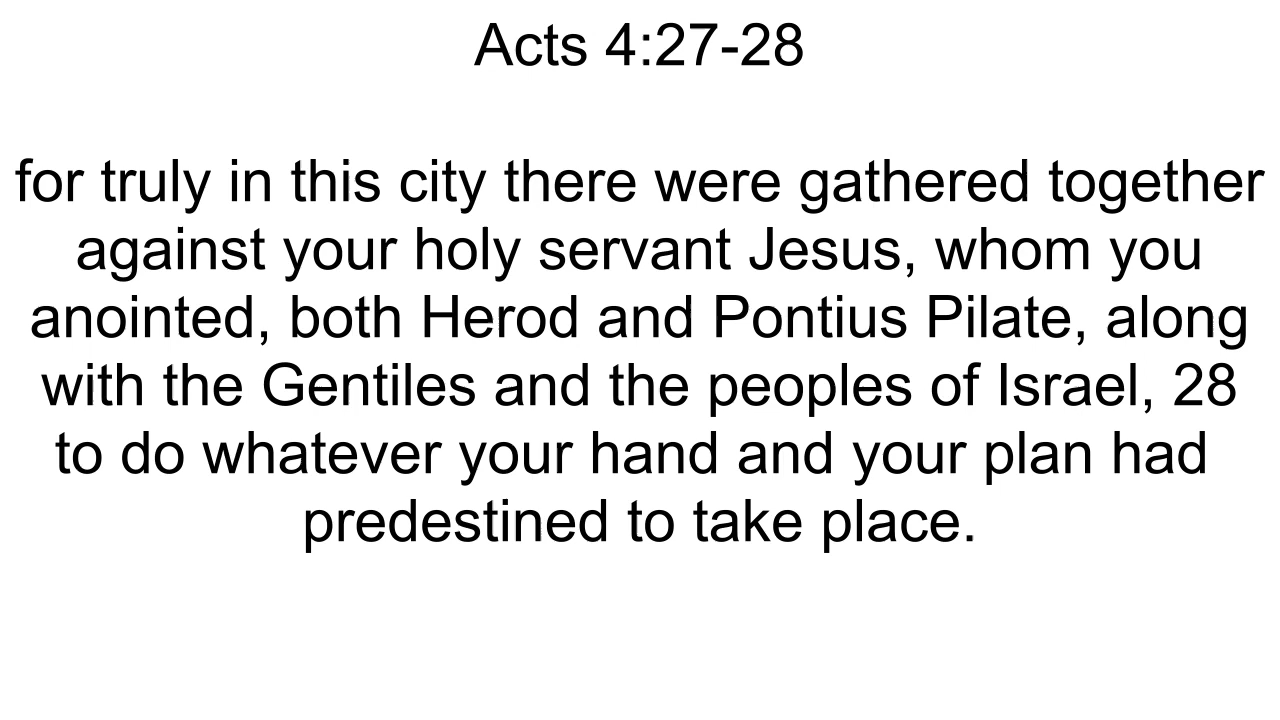 Acts 4:27-28
for truly in this city there were gathered together
against your holy servant Jesus, whom you
anointed, both Herod and Pontius Pilate, along
with the Gentiles and the peoples of Israel, 28
to do whatever your hand and your plan had
predestined to take place.